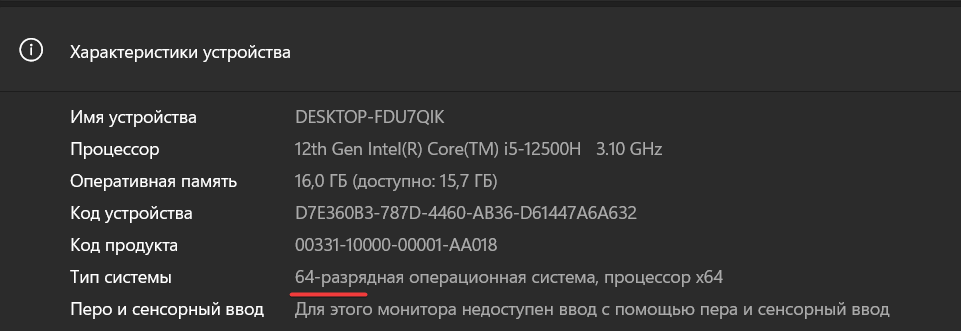 Характеристики устройства
Имя устройства DESKTOP-FDU7QIK
Процессор 12th Gen Intel(R) Core(TM) i5-12500H 3.10 GHz
Оперативная память 16,0 ГБ (доступно: 15,7 ГБ)
Код устройства D7E360B3-787D-4460-AB36-D61447A6A632
Код продукта 00331-10000-00001-AA018
Тип системы 64-разрядная операционная система, процессор x64
Перо и сенсорный ввод Для этого монитора недоступен ввод с помощью пера и сенсорный ввод